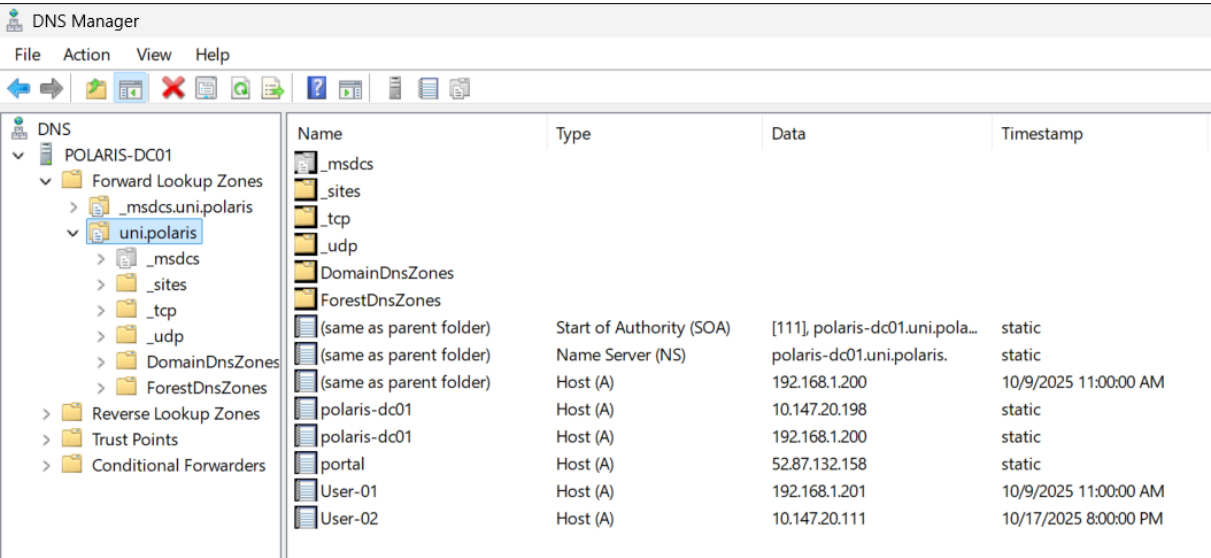 DNS Manager
File Action View Help
DNS
POLARIS-DC01
Forward Lookup Zones
_msdcs.uni.polaris
uni.polaris
_msdcs
_sites
_tcp
_udp
DomainDnsZones
ForestDnsZones
Reverse Lookup Zones
Trust Points
Conditional Forwarders
Name Type Data Timestamp
_msdcs
_sites
_tcp
_udp
DomainDnsZones
ForestDnsZones
(same as parent folder) Start of Authority (SOA) [111], polaris-dc01.uni.pola... static
(same as parent folder) Name Server (NS) polaris-dc01.uni.polaris. static
(same as parent folder) Host (A) 192.168.1.200 10/9/2025 11:00:00 AM
polaris-dc01 Host (A) 10.147.20.198 static
polaris-dc01 Host (A) 192.168.1.200 static
portal Host (A) 52.87.132.158 static
User-01 Host (A) 192.168.1.201 10/9/2025 11:00:00 AM
User-02 Host (A) 10.147.20.111 10/17/2025 8:00:00 PM